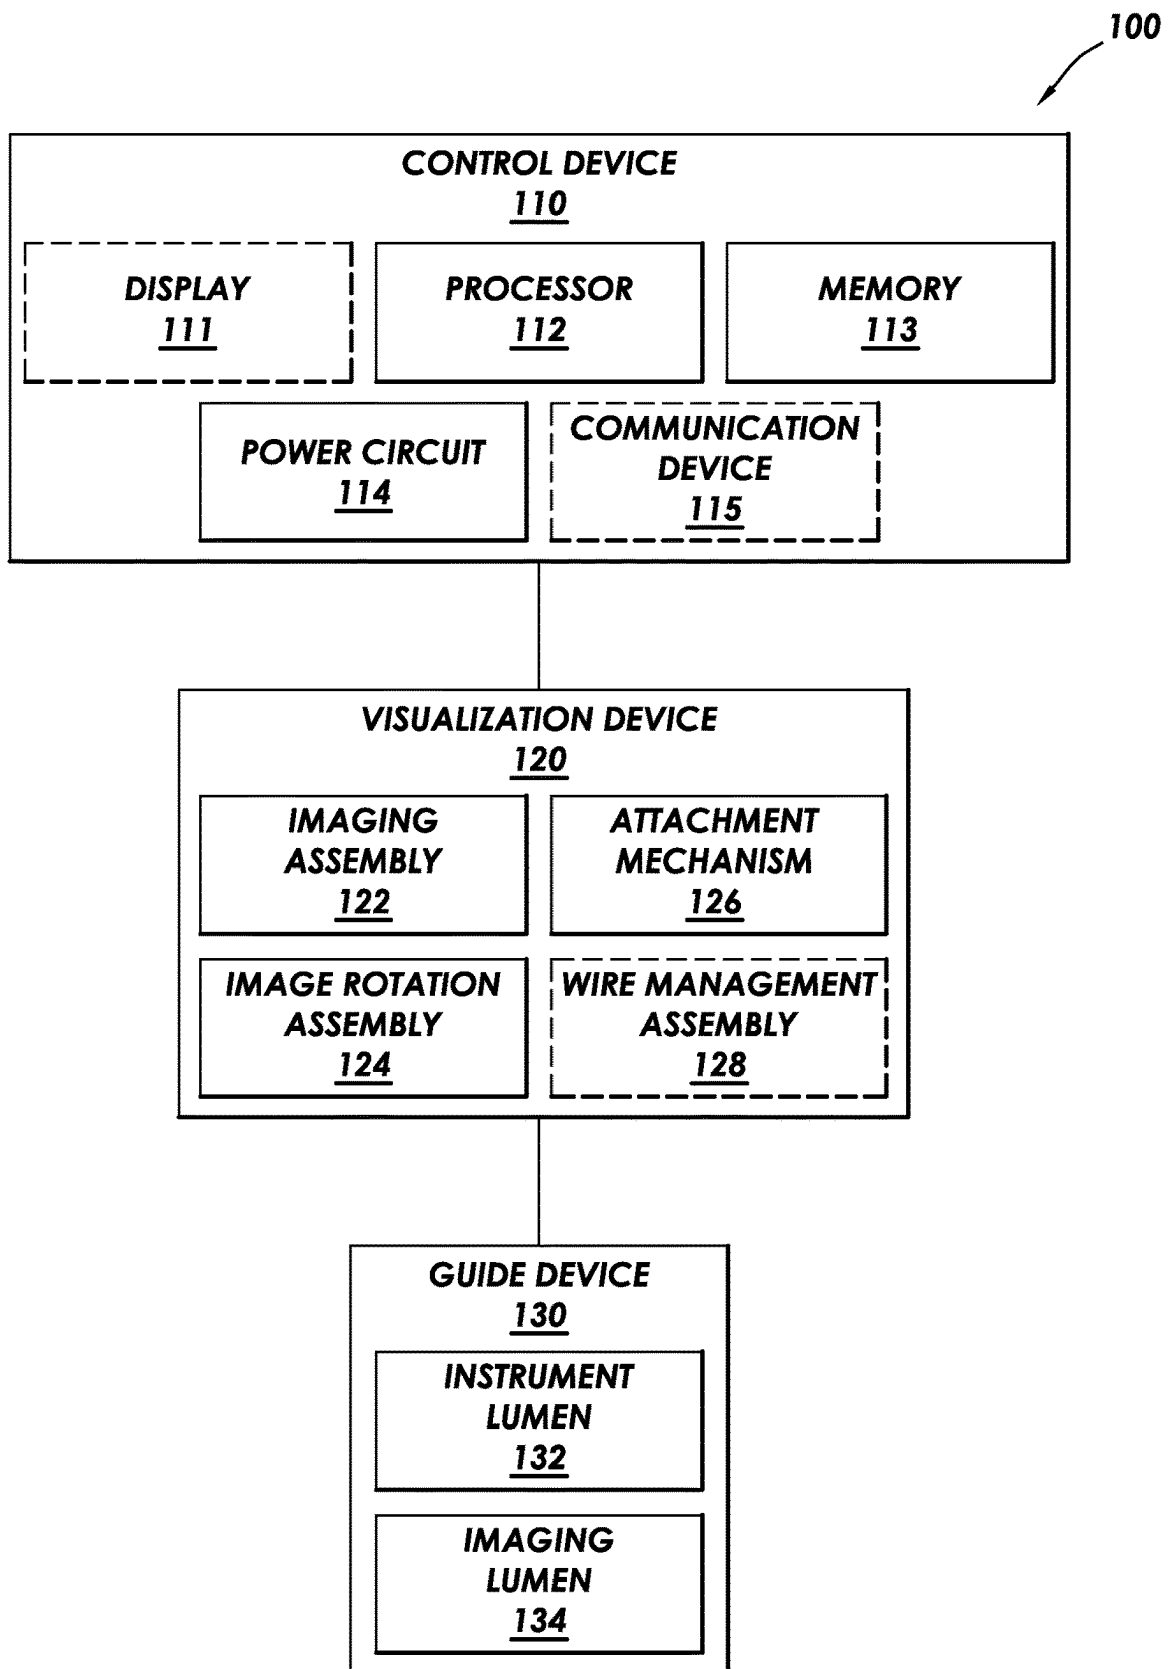 100
CONTROL DEVICE
110
DISPLAY
111
PROCESSOR
112
MEMORY
113
POWER CIRCUIT
114
COMMUNICATION
DEVICE
115
VISUALIZATION DEVICE
120
IMAGING
ASSEMBLY
122
ATTACHMENT
MECHANISM
126
IMAGE ROTATION
ASSEMBLY
124
WIRE MANAGEMENT
ASSEMBLY
128
GUIDE DEVICE
130
INSTRUMENT
LUMEN
132
IMAGING
LUMEN
134